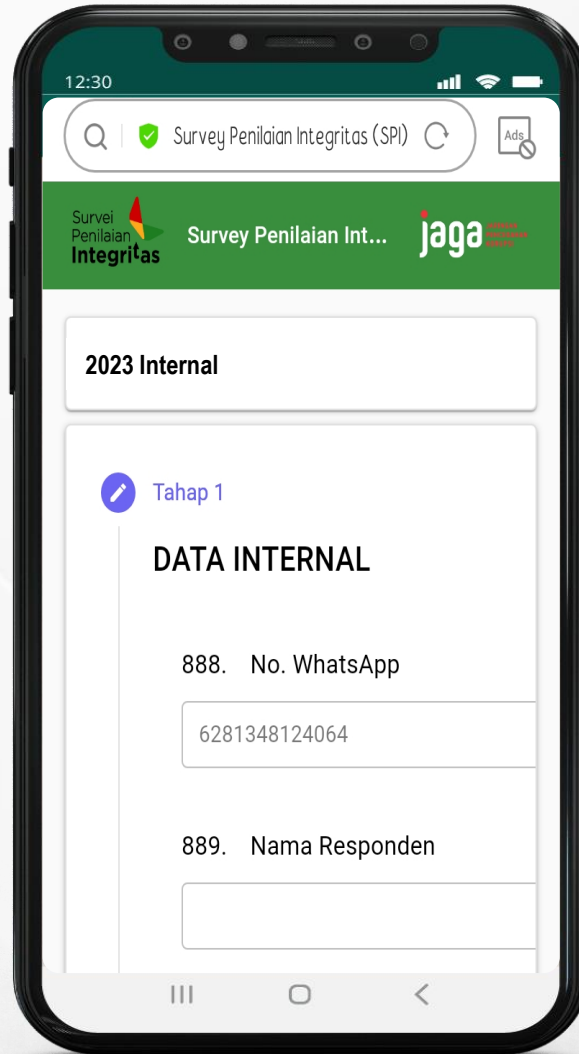 12:30
Survey Penilaian Integritas (SPI)
Ads
Survei
Penilaian
Integritas
Survey Penilaian Int...
jaga
2023 Internal
Tahap 1
DATA INTERNAL
888. No. WhatsApp
6281348124064
889. Nama Responden